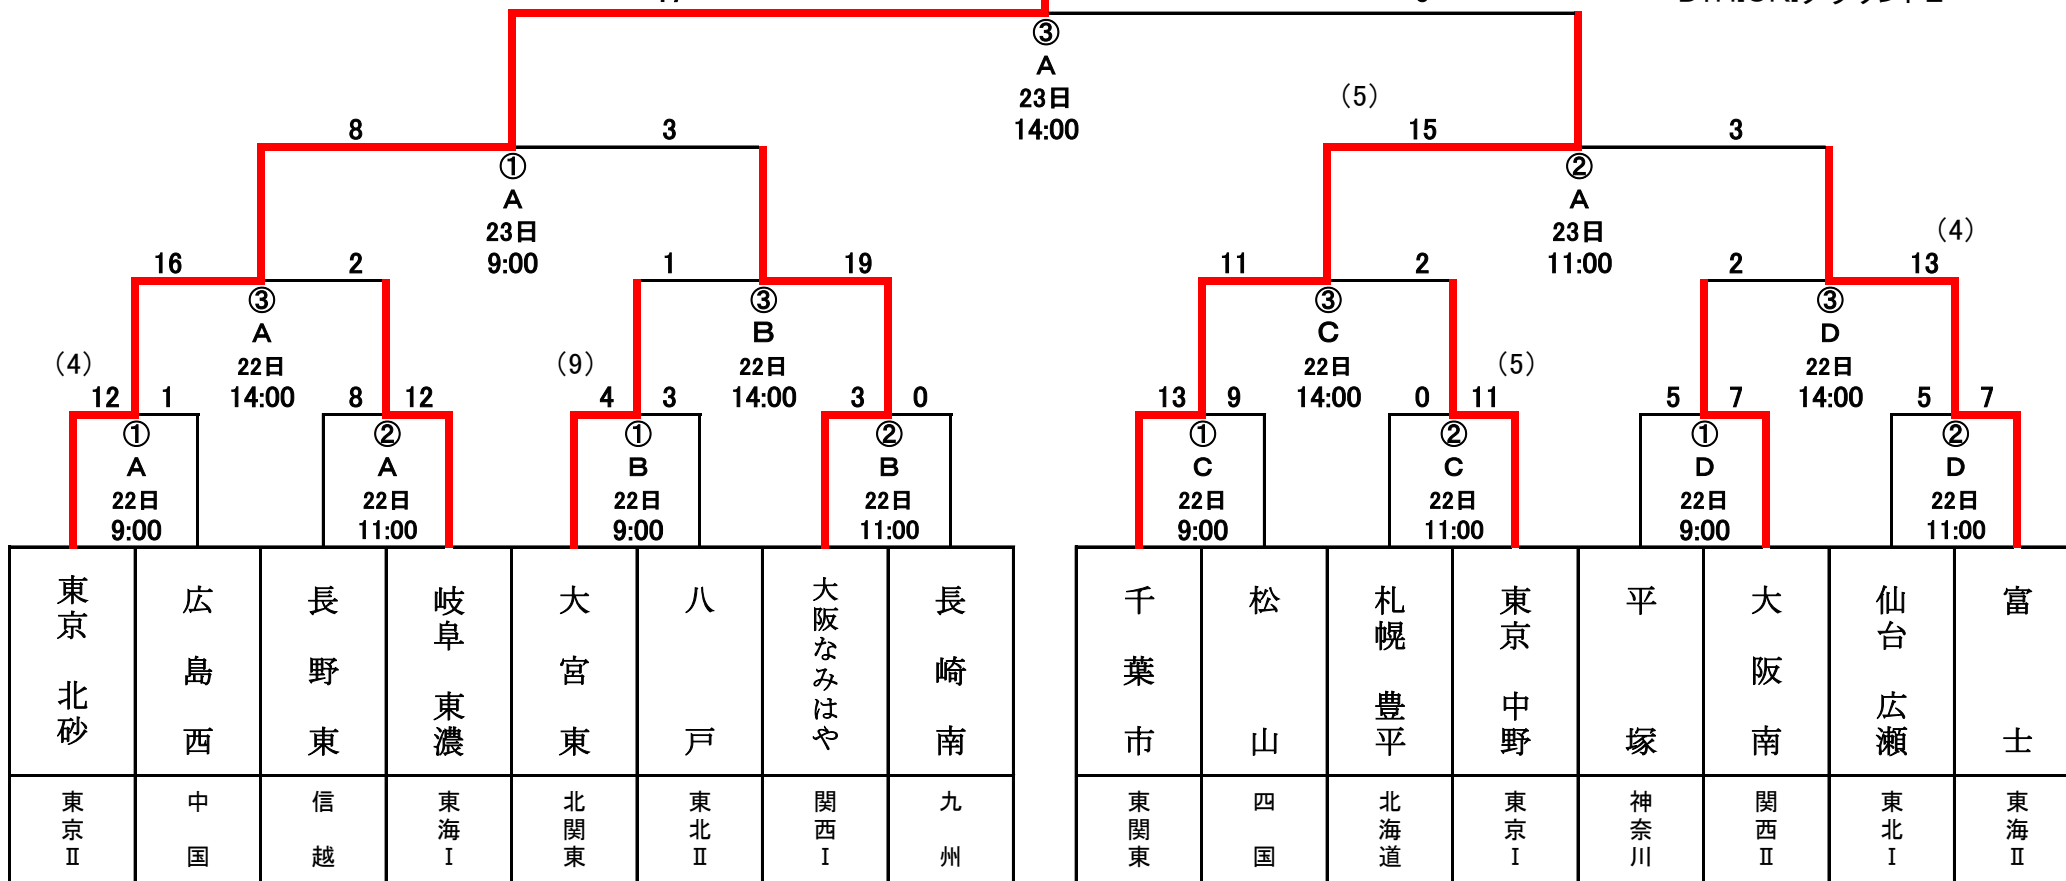 ③
A
23日
14:00
(5)
8 3 15 3
① ②
A A
23日 23日
9:00 11:00
(4)
16 2 1 19 11 2 2 13
③ ③ ③ ③
A B C D
22日 22日 22日 22日
14:00 14:00 14:00 14:00
(4) (9) (5)
12 1 8 12 4 3 3 0 13 9 0 11 5 7 5 7
① ② ① ② ① ② ① ②
A A B B C C D D
22日 22日 22日 22日 22日 22日 22日 22日
9:00 11:00 9:00 11:00 9:00 11:00 9:00 11:00
東京 北砂
広島西
長野東
岐阜 東濃
大宮東
八戸
大阪なみはや
長崎南
千葉市
松山
札幌 豊平
東京 中野
平塚
大阪南
仙台 広瀬
富士
東京Ⅱ
中国
信越
東海Ⅰ
北関東
東北Ⅱ
関西Ⅰ
九州
東関東
四国
北海道
東京Ⅰ
神奈川
関西Ⅱ
東北Ⅰ
東海Ⅱ